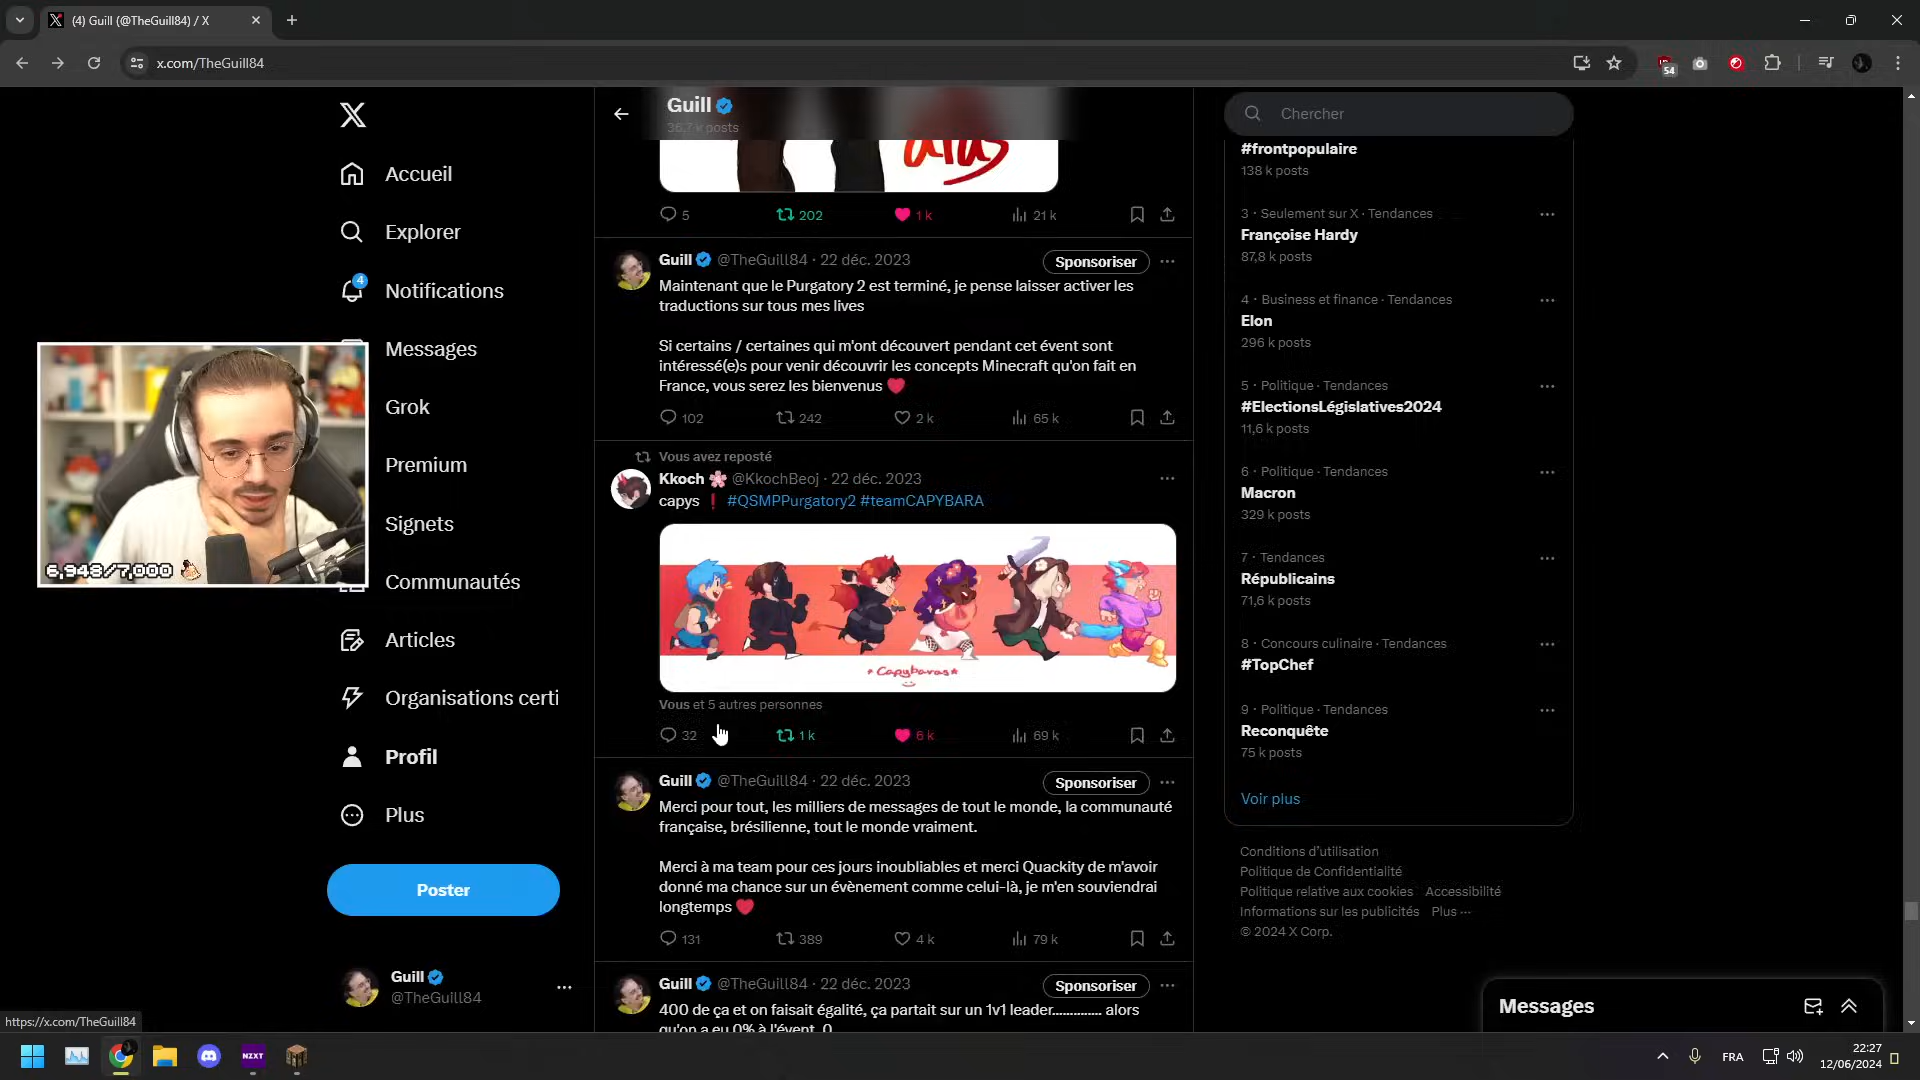 (4) Guill (@TheGuill84) / X
x.com/TheGuill84
54
Accueil
Explorer
4
Notifications
Messages
Grok
Premium
Signets
Communautés
Articles
Organisations certi
Profil
Plus
Poster
Guill
@TheGuill84
6,948/7,000
Guill
36,7 k posts
5
202
1 k
21 k
Guill @TheGuill84 · 22 déc. 2023
Sponsoriser
Maintenant que le Purgatory 2 est terminé, je pense laisser activer les
traductions sur tous mes lives
Si certains / certaines qui m'ont découvert pendant cet évent sont
intéressé(e)s pour venir découvrir les concepts Minecraft qu'on fait en
France, vous serez les bienvenus ❤️
102
242
2 k
65 k
Vous avez reposté
Kkoch 🌸 @KkochBeoj · 22 déc. 2023
capys ❗ #QSMPPurgatory2 #teamCAPYBARA
*Capybaras*
Vous et 5 autres personnes
32
1 k
6 k
69 k
Guill @TheGuill84 · 22 déc. 2023
Sponsoriser
Merci pour tout, les milliers de messages de tout le monde, la communauté
française, brésilienne, tout le monde vraiment.
Merci à ma team pour ces jours inoubliables et merci Quackity de m'avoir
donné ma chance sur un évènement comme celui-là, je m'en souviendrai
longtemps ❤️
131
389
4 k
79 k
Guill @TheGuill84 · 22 déc. 2023
Sponsoriser
400 de ça et on faisait égalité, ça partait sur un 1v1 leader.............. alors
qu'on a eu 0% à l'évent. 0
Chercher
#frontpopulaire
138 k posts
3 · Seulement sur X · Tendances
Françoise Hardy
87,8 k posts
4 · Business et finance · Tendances
Elon
296 k posts
5 · Politique · Tendances
#ElectionsLégislatives2024
11,6 k posts
6 · Politique · Tendances
Macron
329 k posts
7 · Tendances
Républicains
71,6 k posts
8 · Concours culinaire · Tendances
#TopChef
9 · Politique · Tendances
Reconquête
75 k posts
Voir plus
Conditions d'utilisation
Politique de Confidentialité
Politique relative aux cookies Accessibilité
Informations sur les publicités Plus ···
© 2024 X Corp.
Messages
https://x.com/TheGuill84
NZXT
FRA
22:27
12/06/2024